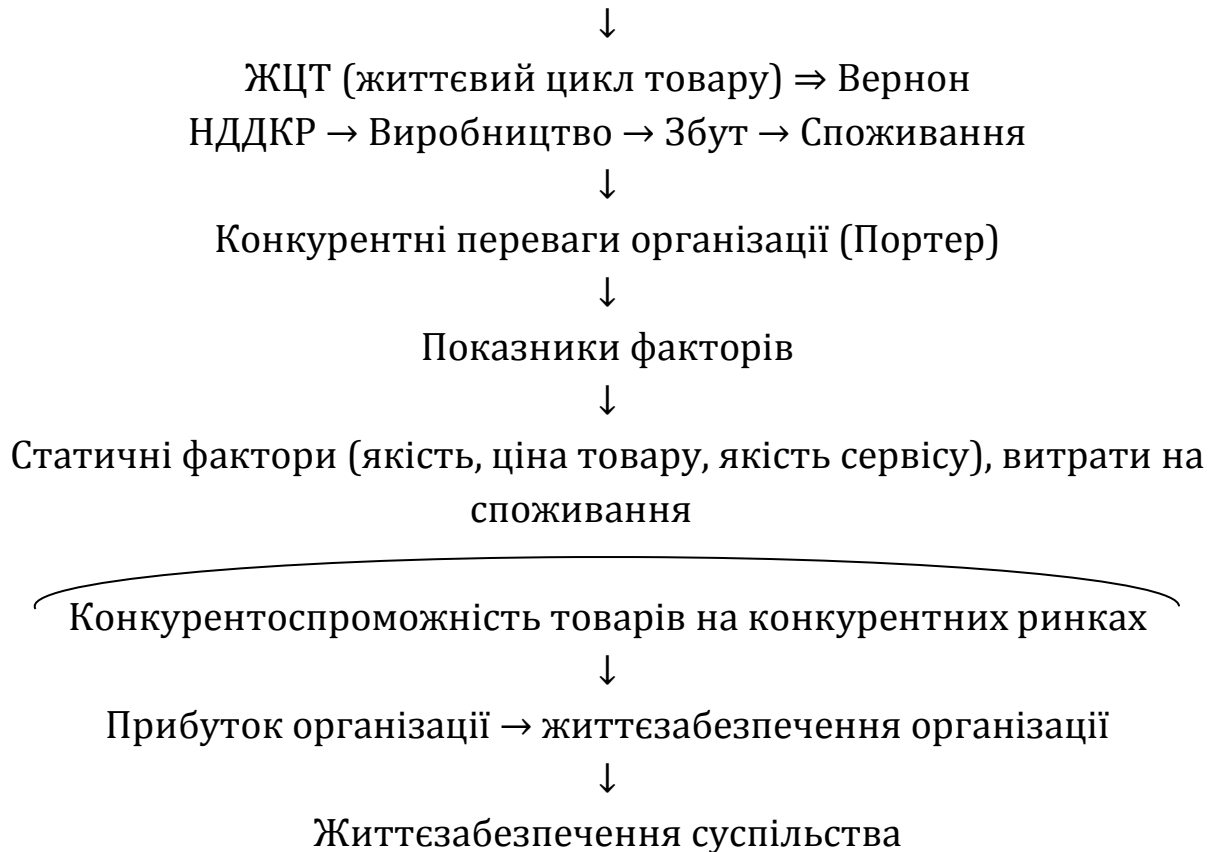 ↓
ЖЦТ (життєвий цикл товару) ⇒ Вернон
НДДКР → Виробництво → Збут → Споживання
↓
Конкурентні переваги організації (Портер)
↓
Показники факторів
↓
Статичні фактори (якість, ціна товару, якість сервісу), витрати на
споживання
Конкурентоспроможність товарів на конкурентних ринках
↓
Прибуток організації → життєзабезпечення організації
↓
Життєзабезпечення суспільства